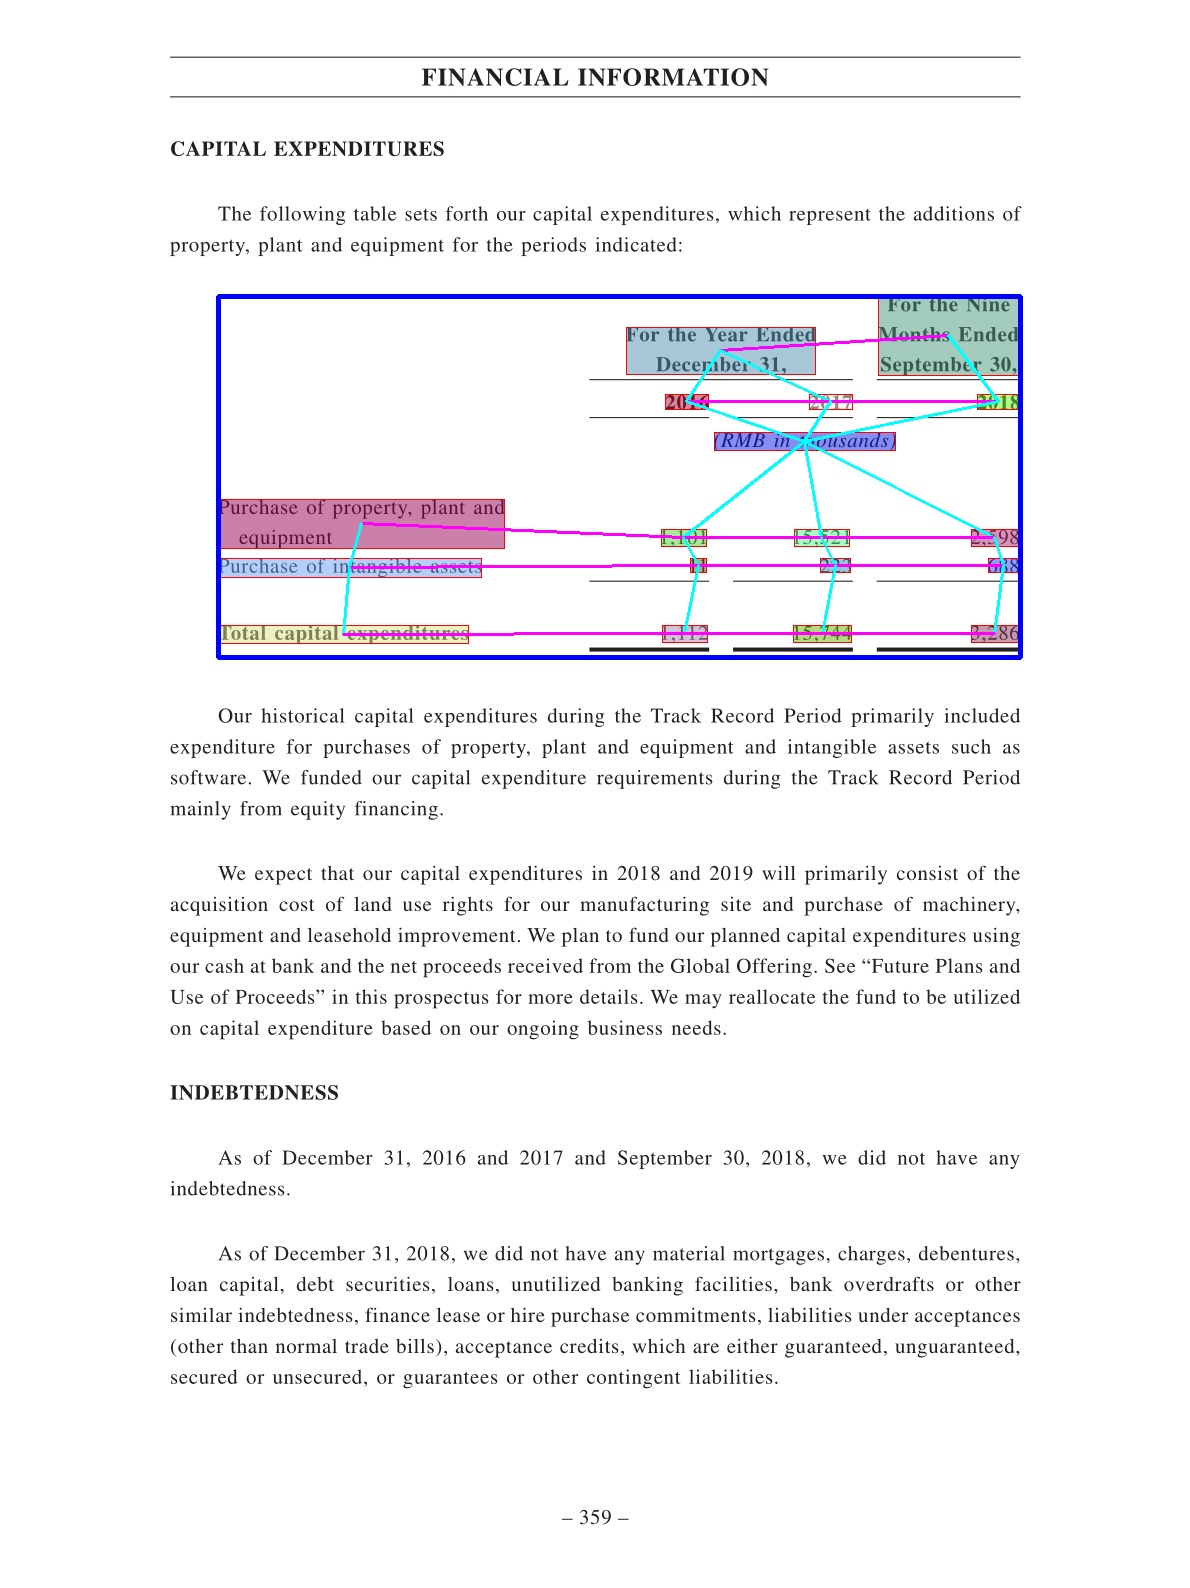 FINANCIAL INFORMATION
CAPITAL EXPENDITURES
The following table sets forth our capital expenditures, which represent the additions of
property, plant and equipment for the periods indicated:
For the Nine
For the Year Ended Months Ended
December 31, September 30,
2016 2017 2018
(RMB in thousands)
Purchase of property, plant and
equipment 1,101 15,521 2,598
Purchase of intangible assets 11 223 688
Total capital expenditures 1,112 15,744 3,286
Our historical capital expenditures during the Track Record Period primarily included
expenditure for purchases of property, plant and equipment and intangible assets such as
software. We funded our capital expenditure requirements during the Track Record Period
mainly from equity financing.
We expect that our capital expenditures in 2018 and 2019 will primarily consist of the
acquisition cost of land use rights for our manufacturing site and purchase of machinery,
equipment and leasehold improvement. We plan to fund our planned capital expenditures using
our cash at bank and the net proceeds received from the Global Offering. See “Future Plans and
Use of Proceeds” in this prospectus for more details. We may reallocate the fund to be utilized
on capital expenditure based on our ongoing business needs.
INDEBTEDNESS
As of December 31, 2016 and 2017 and September 30, 2018, we did not have any
indebtedness.
As of December 31, 2018, we did not have any material mortgages, charges, debentures,
loan capital, debt securities, loans, unutilized banking facilities, bank overdrafts or other
similar indebtedness, finance lease or hire purchase commitments, liabilities under acceptances
(other than normal trade bills), acceptance credits, which are either guaranteed, unguaranteed,
secured or unsecured, or guarantees or other contingent liabilities.
– 359 –